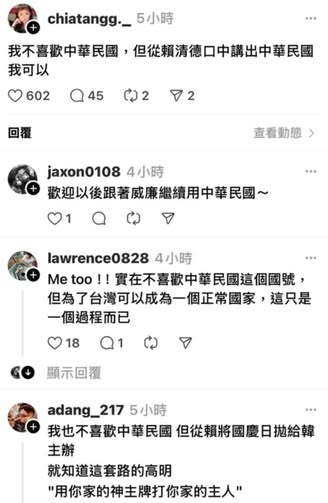 chiatangg._ 5小時
我不喜歡中華民國，但從賴清德口中講出中華民國
我可以
602 45 2 2
回覆 查看動態
jaxon0108 4小時
歡迎以後跟著威廉繼續用中華民國～
1
lawrence0828 4小時
Me too！！實在不喜歡中華民國這個國號，
但為了台灣可以成為一個正常國家，這只是
一個過程而已
18 1
顯示回覆
adang_217 5小時
我也不喜歡中華民國 但從賴將國慶日拋給韓
主辦
就知道這套路的高明
"用你家的神主牌打你家的主人"